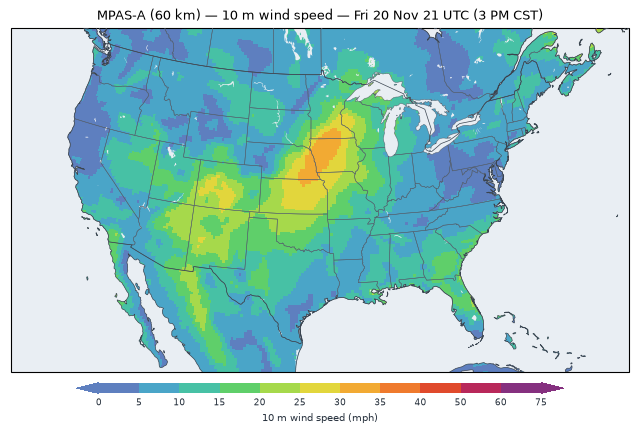 MPAS-A (60 km) — 10 m wind speed — Fri 20 Nov 21 UTC (3 PM CST)
0 5 10 15 20 25 30 35 40 50 60 75
10 m wind speed (mph)